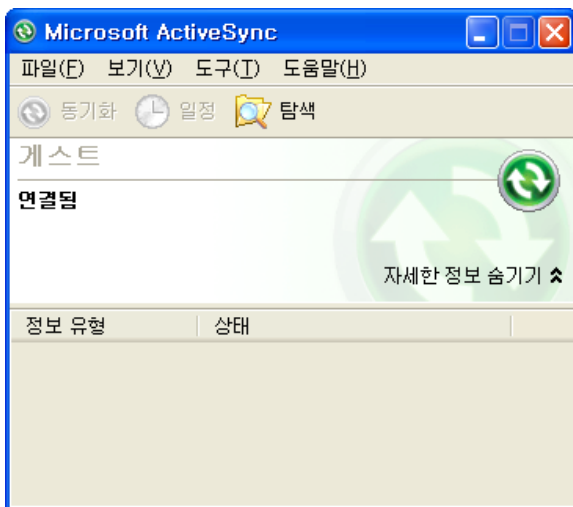 Microsoft ActiveSync
파일(F) 보기(V) 도구(T) 도움말(H)
동기화 일정 탐색
게스트
연결됨
자세한 정보 숨기기
정보 유형 상태